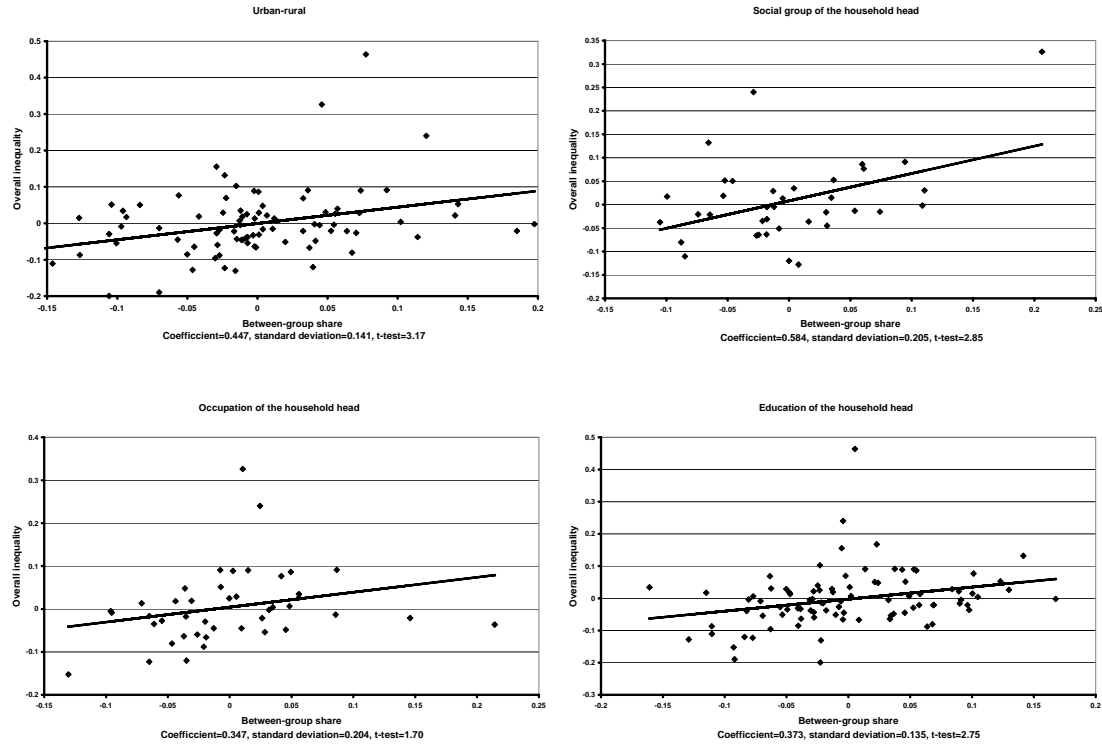 Urban-rural
0.5
0.4
0.3
0.2
0.1
0
-0.1
-0.2
-0.15 -0.1 -0.05 0 0.05 0.1 0.15 0.2
Overall inequality
Between-group share
Coefficcient=0.447, standard deviation=0.141, t-test=3.17
Social group of the household head
0.35
0.3
0.25
0.2
0.15
0.1
0.05
0
-0.05
-0.1
-0.15
-0.2
-0.15 -0.1 -0.05 0 0.05 0.1 0.15 0.2 0.25
Overall inequality
Between-group share
Coefficcient=0.584, standard deviation=0.205, t-test=2.85
Occupation of the household head
0.4
0.3
0.2
0.1
0
-0.1
-0.2
-0.15 -0.1 -0.05 0 0.05 0.1 0.15 0.2 0.25
Overall inequality
Between-group share
Coefficcient=0.347, standard deviation=0.204, t-test=1.70
Education of the household head
0.5
0.4
0.3
0.2
0.1
0
-0.1
-0.2
-0.3
-0.2 -0.15 -0.1 -0.05 0 0.05 0.1 0.15 0.2
Overall inequality
Between-group share
Coefficcient=0.373, standard deviation=0.135, t-test=2.75